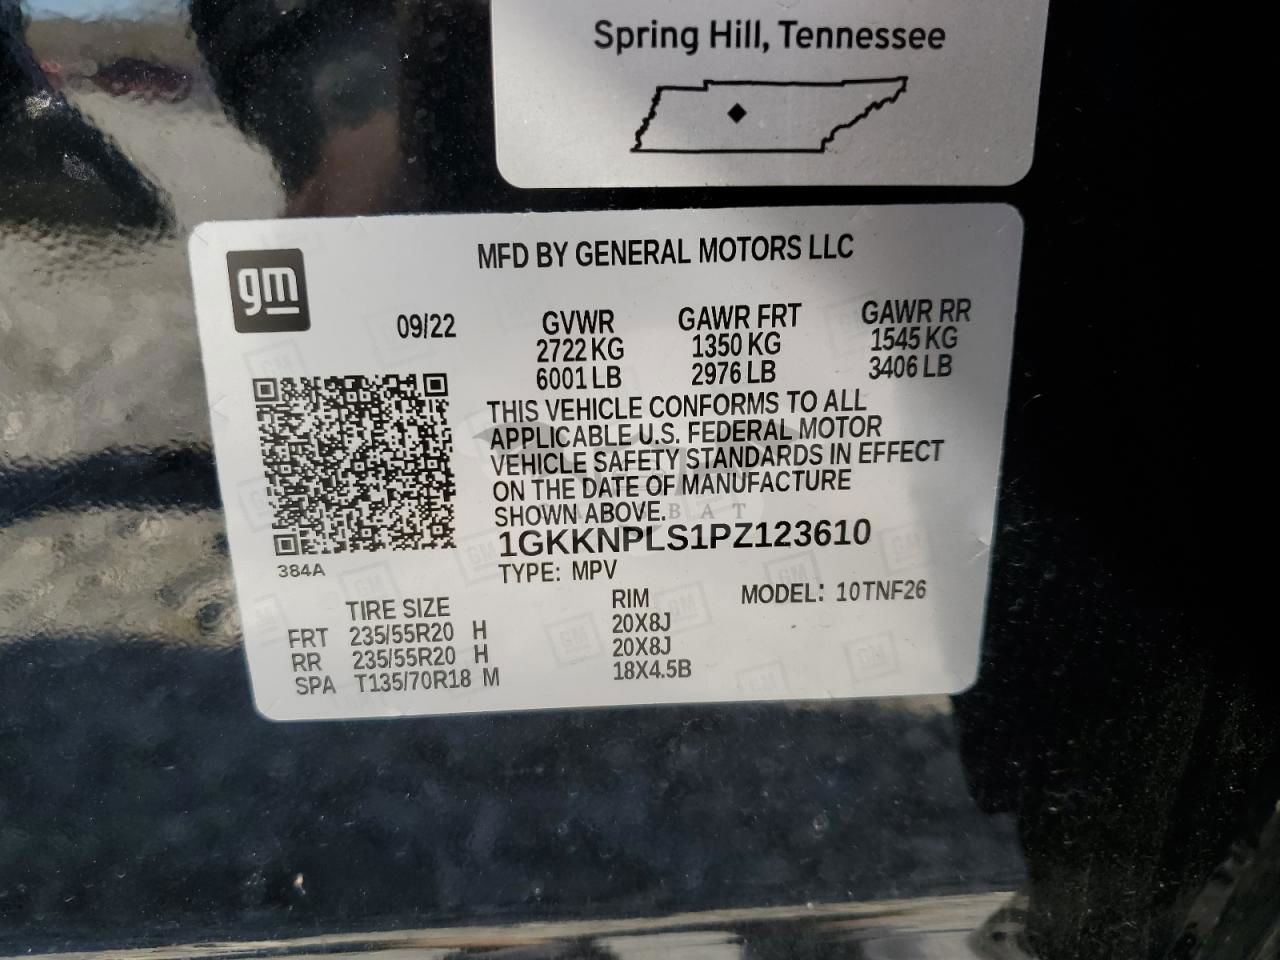 Spring Hill, Tennessee
gm
MFD BY GENERAL MOTORS LLC
09/22 GVWR GAWR FRT GAWR RR
2722 KG 1350 KG 1545 KG
6001 LB 2976 LB 3406 LB
THIS VEHICLE CONFORMS TO ALL
APPLICABLE U.S. FEDERAL MOTOR
VEHICLE SAFETY STANDARDS IN EFFECT
ON THE DATE OF MANUFACTURE
SHOWN ABOVE.
1GKKNPLS1PZ123610
384A
TYPE: MPV
TIRE SIZE RIM MODEL: 10TNF26
FRT 235/55R20 H 20X8J
RR 235/55R20 H 20X8J
SPA T135/70R18 M 18X4.5B